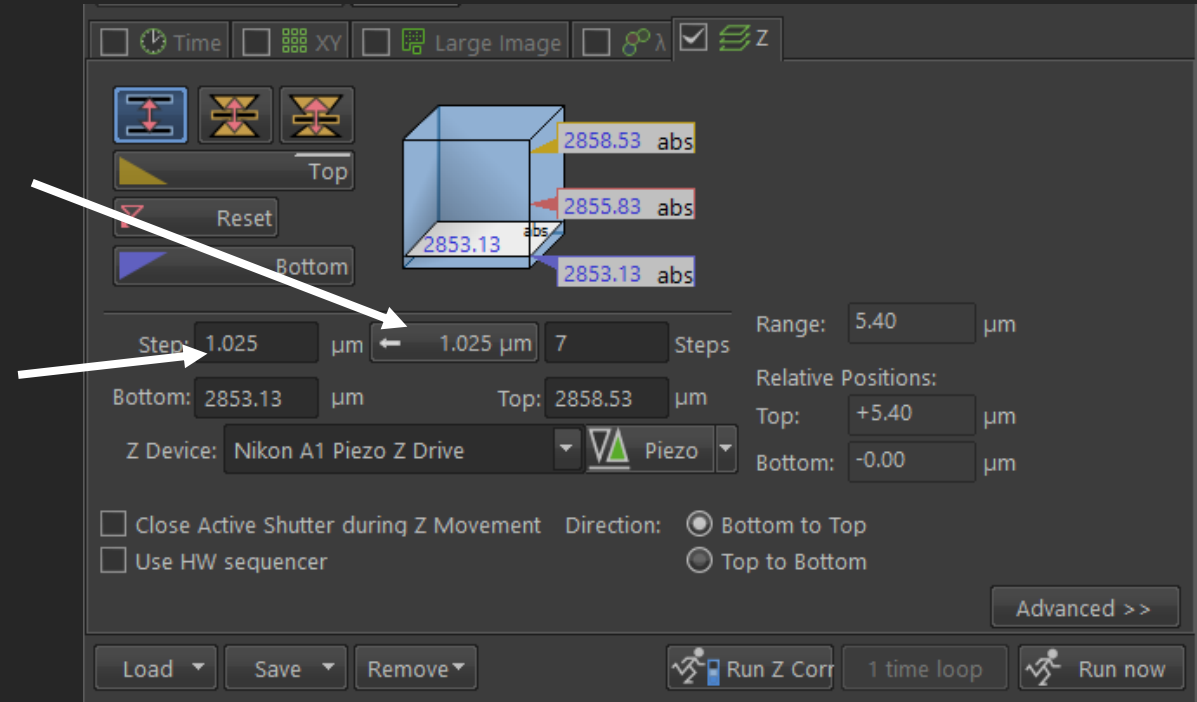 Time XY Large Image λ Z
2858.53 abs
Top
2855.83 abs
Reset
abs
2853.13
Bottom
2853.13 abs
Step: 1.025 μm 1.025 μm 7 Steps
Range: 5.40 μm
Bottom: 2853.13 μm Top: 2858.53 μm
Relative Positions:
Top: +5.40 μm
Z Device: Nikon A1 Piezo Z Drive Piezo
Bottom: -0.00 μm
Close Active Shutter during Z Movement Direction: Bottom to Top
Use HW sequencer Top to Bottom
Advanced >>
Load Save Remove Run Z Corr 1 time loop Run now